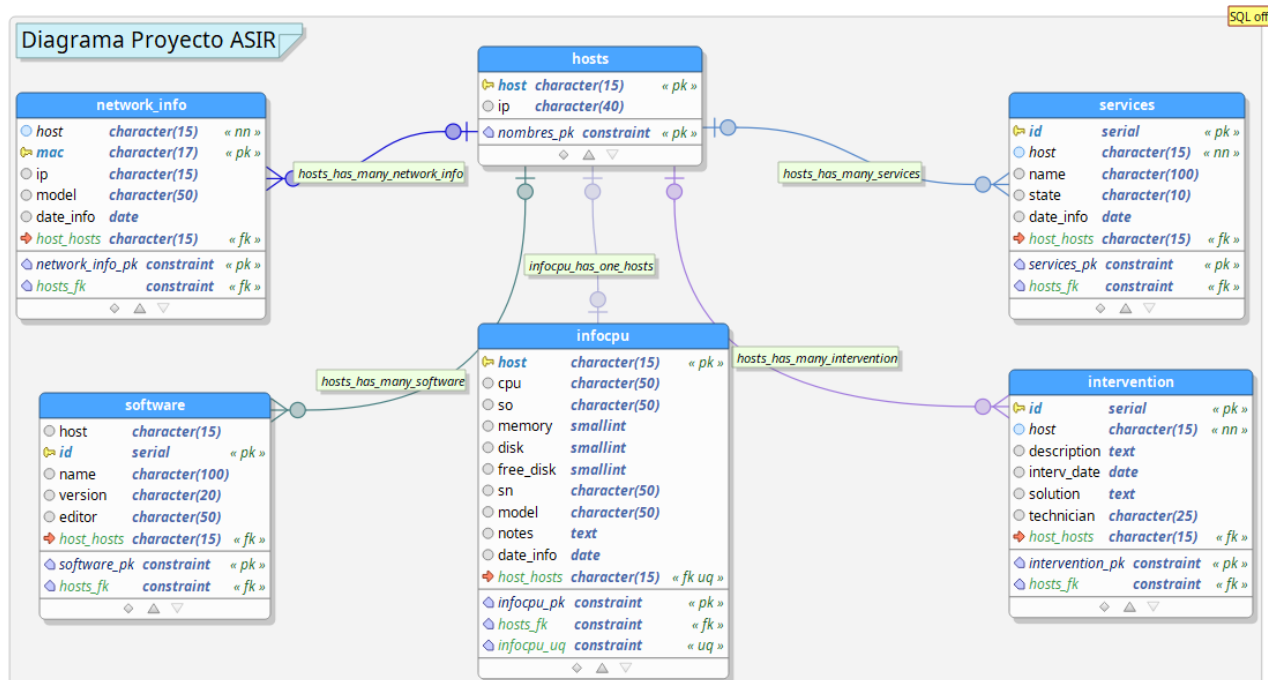 SQL off
Diagrama Proyecto ASIR
hosts
host character(15) « pk »
ip character(40)
nombres_pk constraint « pk »
network_info
host character(15) « nn »
mac character(17) « pk »
ip character(15)
model character(50)
date_info date
host_hosts character(15) « fk »
network_info_pk constraint « pk »
hosts_fk constraint « fk »
services
id serial « pk »
host character(15) « nn »
name character(100)
state character(10)
date_info date
host_hosts character(15) « fk »
services_pk constraint « pk »
hosts_fk constraint « fk »
hosts_has_many_network_info
hosts_has_many_services
infocpu_has_one_hosts
hosts_has_many_software
hosts_has_many_intervention
infocpu
host character(15) « pk »
cpu character(50)
so character(50)
memory smallint
disk smallint
free_disk smallint
sn character(50)
model character(50)
notes text
date_info date
host_hosts character(15) « fk uq »
infocpu_pk constraint « pk »
hosts_fk constraint « fk »
infocpu_uq constraint « uq »
software
host character(15)
id serial « pk »
name character(100)
version character(20)
editor character(50)
host_hosts character(15) « fk »
software_pk constraint « pk »
hosts_fk constraint « fk »
intervention
id serial « pk »
host character(15) « nn »
description text
interv_date date
solution text
technician character(25)
host_hosts character(15) « fk »
intervention_pk constraint « pk »
hosts_fk constraint « fk »